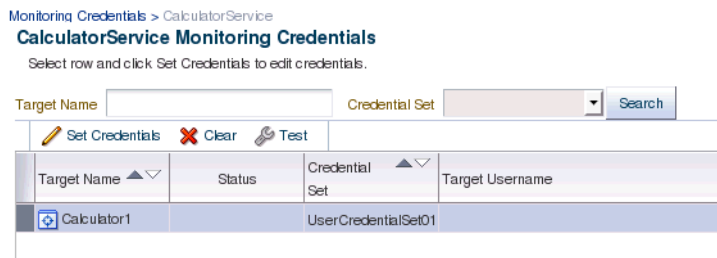 Monitoring Credentials > CalculatorService
CalculatorService Monitoring Credentials
Select row and click Set Credentials to edit credentials.
Target Name Credential Set Search
Set Credentials Clear Test
Target Name Status Credential Set Target Username
Calculator1 UserCredentialSet01